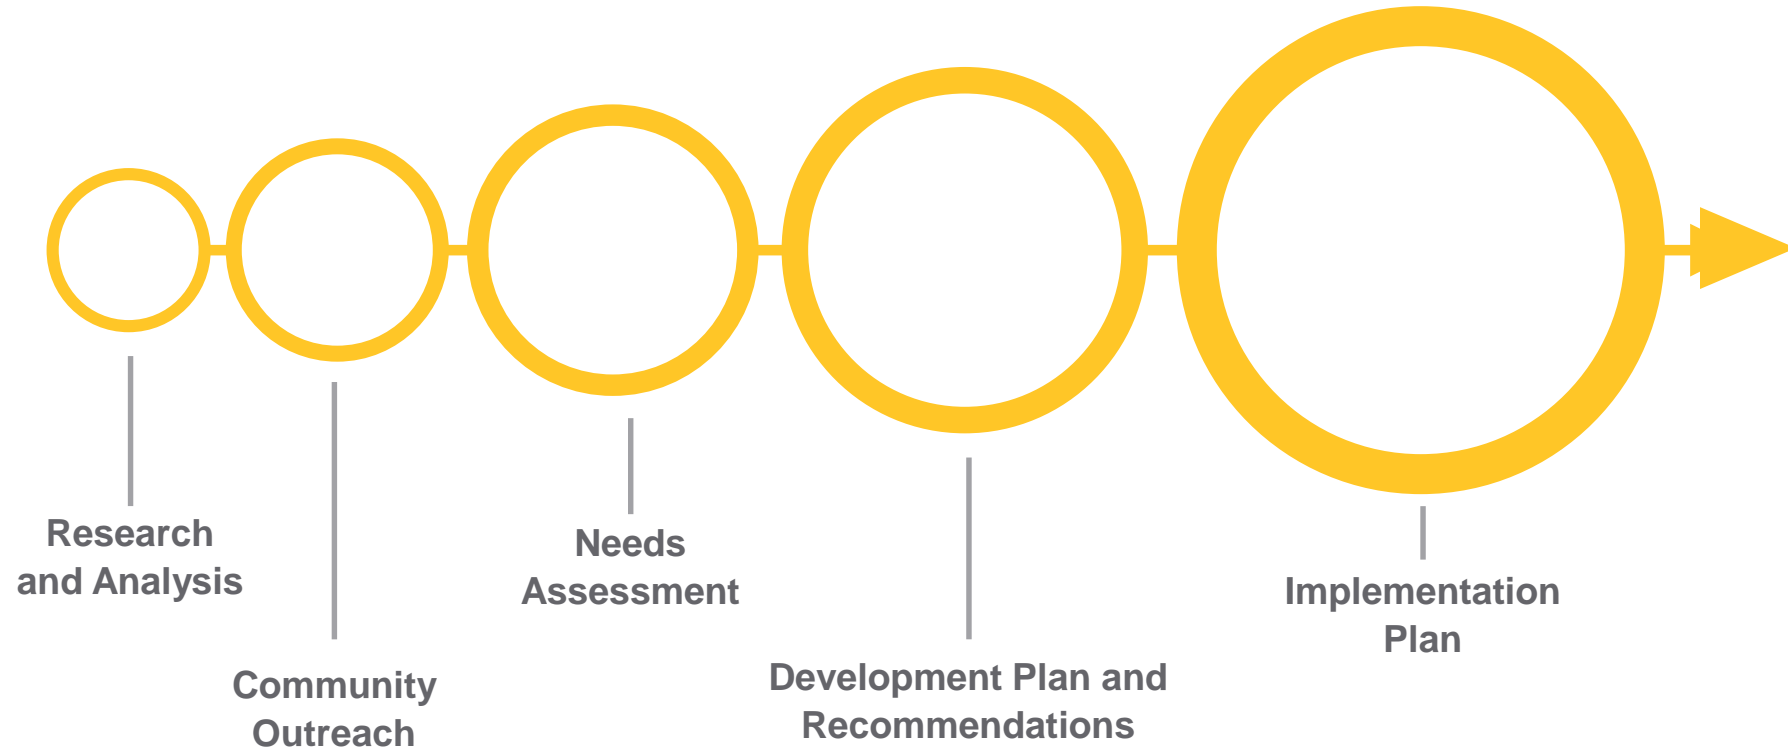 Research
and Analysis
Community
Outreach
Needs
Assessment
Development Plan and
Recommendations
Implementation
Plan